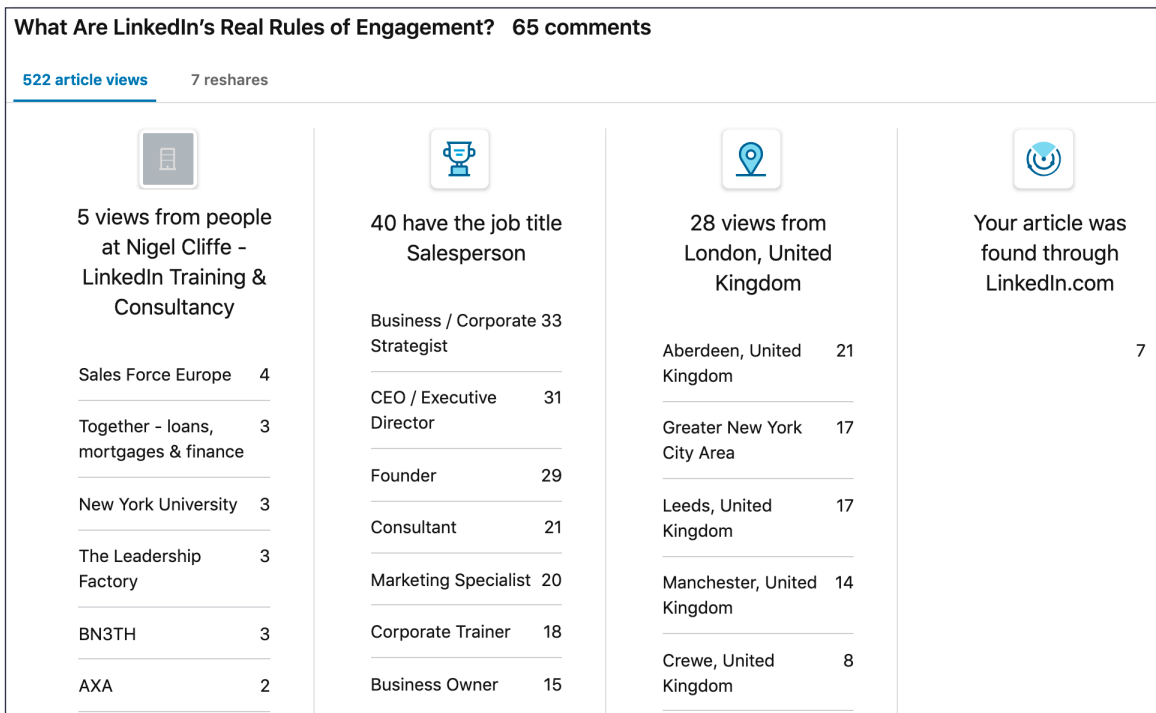 What Are LinkedIn’s Real Rules of Engagement? 65 comments
522 article views 7 reshares
5 views from people
at Nigel Cliffe -
LinkedIn Training &
Consultancy
Sales Force Europe 4
Together - loans, 3
mortgages & finance
New York University 3
The Leadership 3
Factory
BN3TH 3
AXA 2
40 have the job title
Salesperson
Business / Corporate 33
Strategist
CEO / Executive 31
Director
Founder 29
Consultant 21
Marketing Specialist 20
Corporate Trainer 18
Business Owner 15
28 views from
London, United
Kingdom
Aberdeen, United 21
Kingdom
Greater New York 17
City Area
Leeds, United 17
Kingdom
Manchester, United 14
Kingdom
Crewe, United 8
Kingdom
Your article was
found through
LinkedIn.com
7